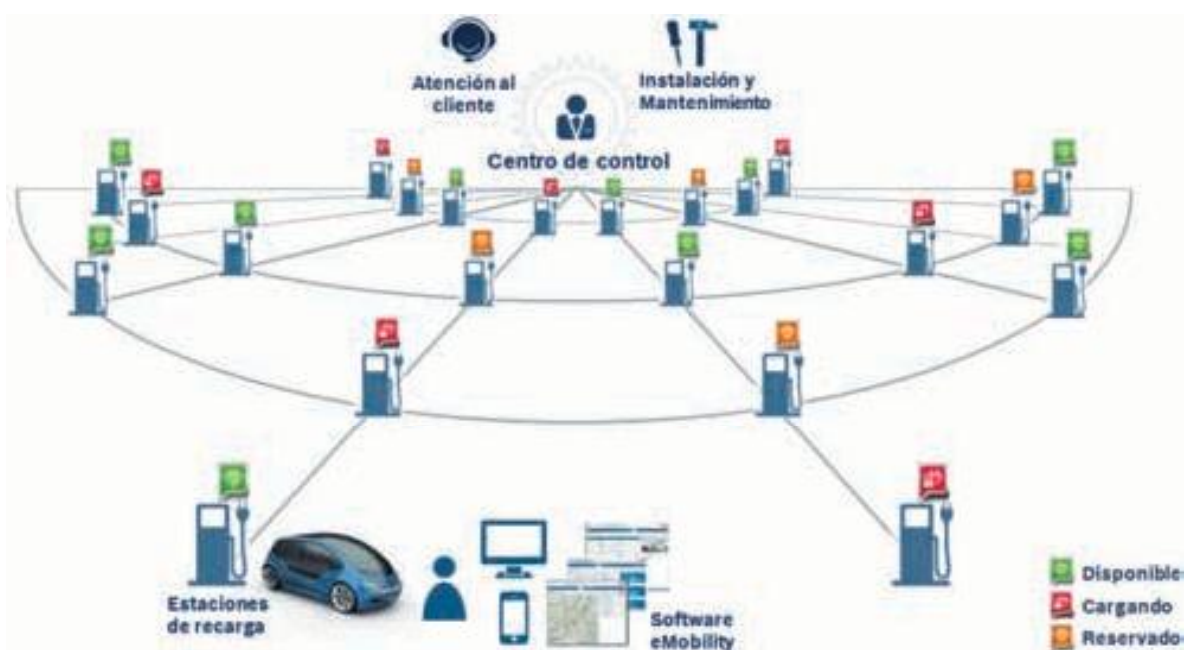 Atención al
cliente
Instalación y
Mantenimiento
Centro de control
Estaciones
de recarga
Software
eMobility
Disponible
Cargando
Reservado